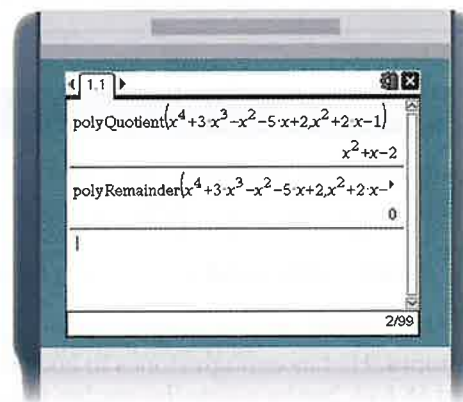 1.1
polyQuotient(x⁴+3·x³−x²−5·x+2,x²+2·x−1)
x²+x−2
polyRemainder(x⁴+3·x³−x²−5·x+2,x²+2·x−
0
2/99